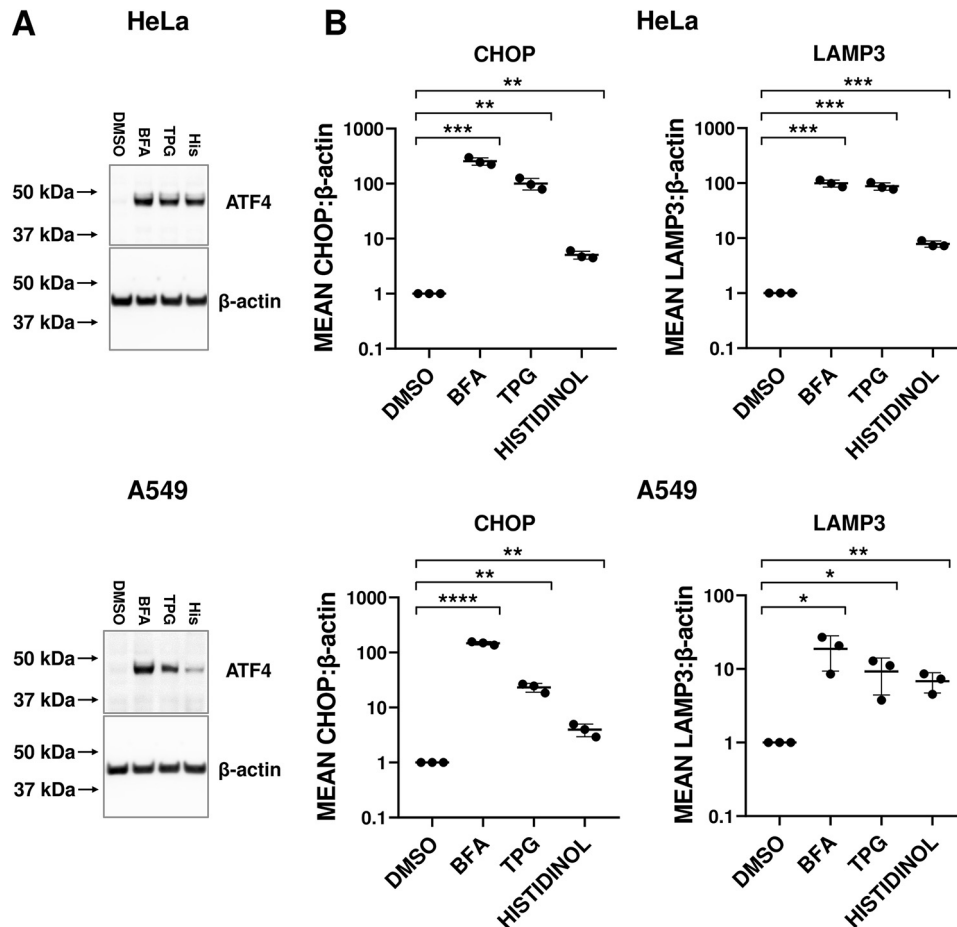 A
HeLa
DMSO
BFA
TPG
His
50 kDa
37 kDa
ATF4
50 kDa
37 kDa
β-actin
A549
DMSO
BFA
TPG
His
50 kDa
37 kDa
ATF4
50 kDa
37 kDa
β-actin
B
HeLa
CHOP
**
**
***
MEAN CHOP:β-actin
1000
100
10
1
0.1
DMSO
BFA
TPG
HISTIDINOL
LAMP3
***
***
***
MEAN LAMP3:β-actin
1000
100
10
1
0.1
DMSO
BFA
TPG
HISTIDINOL
A549
CHOP
**
**
****
MEAN CHOP:β-actin
1000
100
10
1
0.1
DMSO
BFA
TPG
HISTIDINOL
LAMP3
**
*
*
MEAN LAMP3:β-actin
100
10
1
0.1
DMSO
BFA
TPG
HISTIDINOL